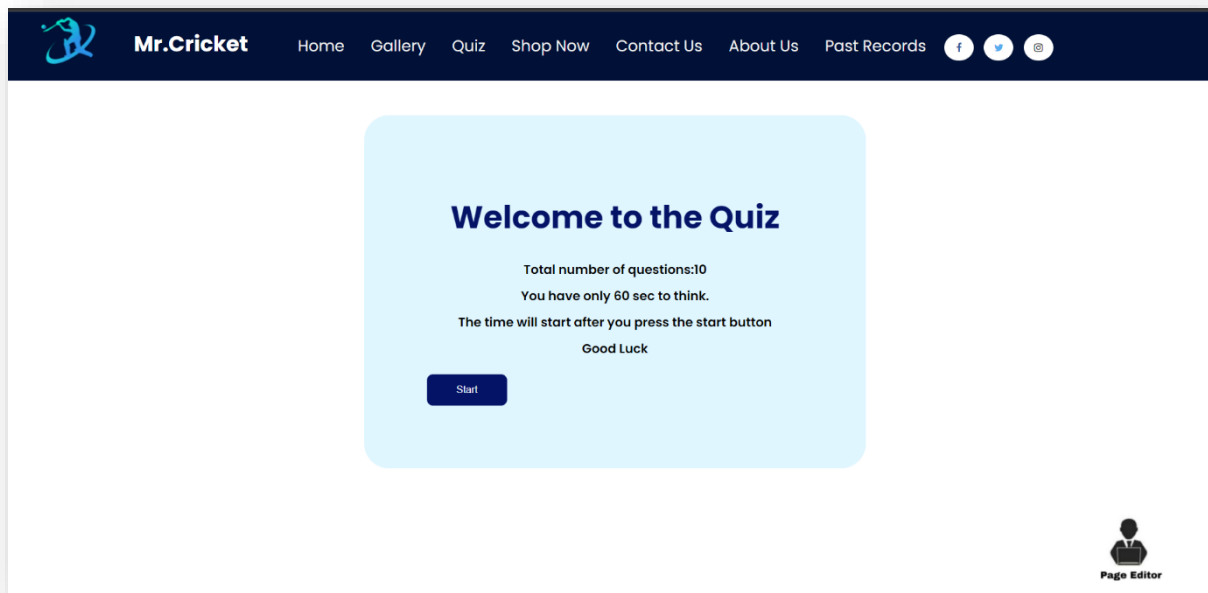 Mr.Cricket Home Gallery Quiz Shop Now Contact Us About Us Past Records
Welcome to the Quiz
Total number of questions:10
You have only 60 sec to think.
The time will start after you press the start button
Good Luck
Start
Page Editor